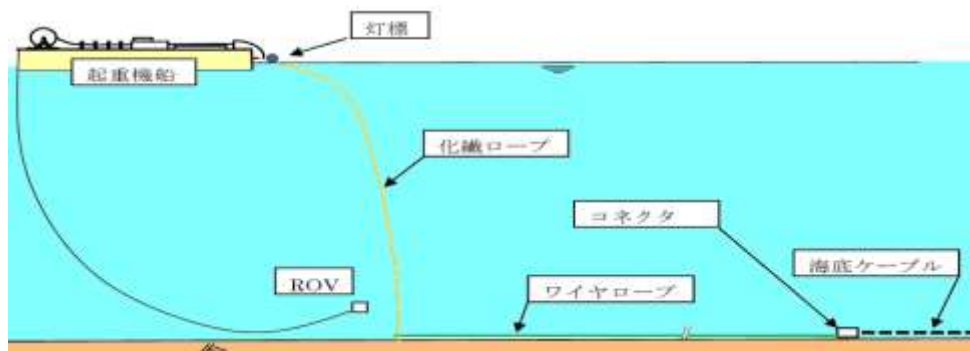 灯標
起重機船
化繊ロープ
コネクタ
海底ケーブル
ROV
ワイヤロープ